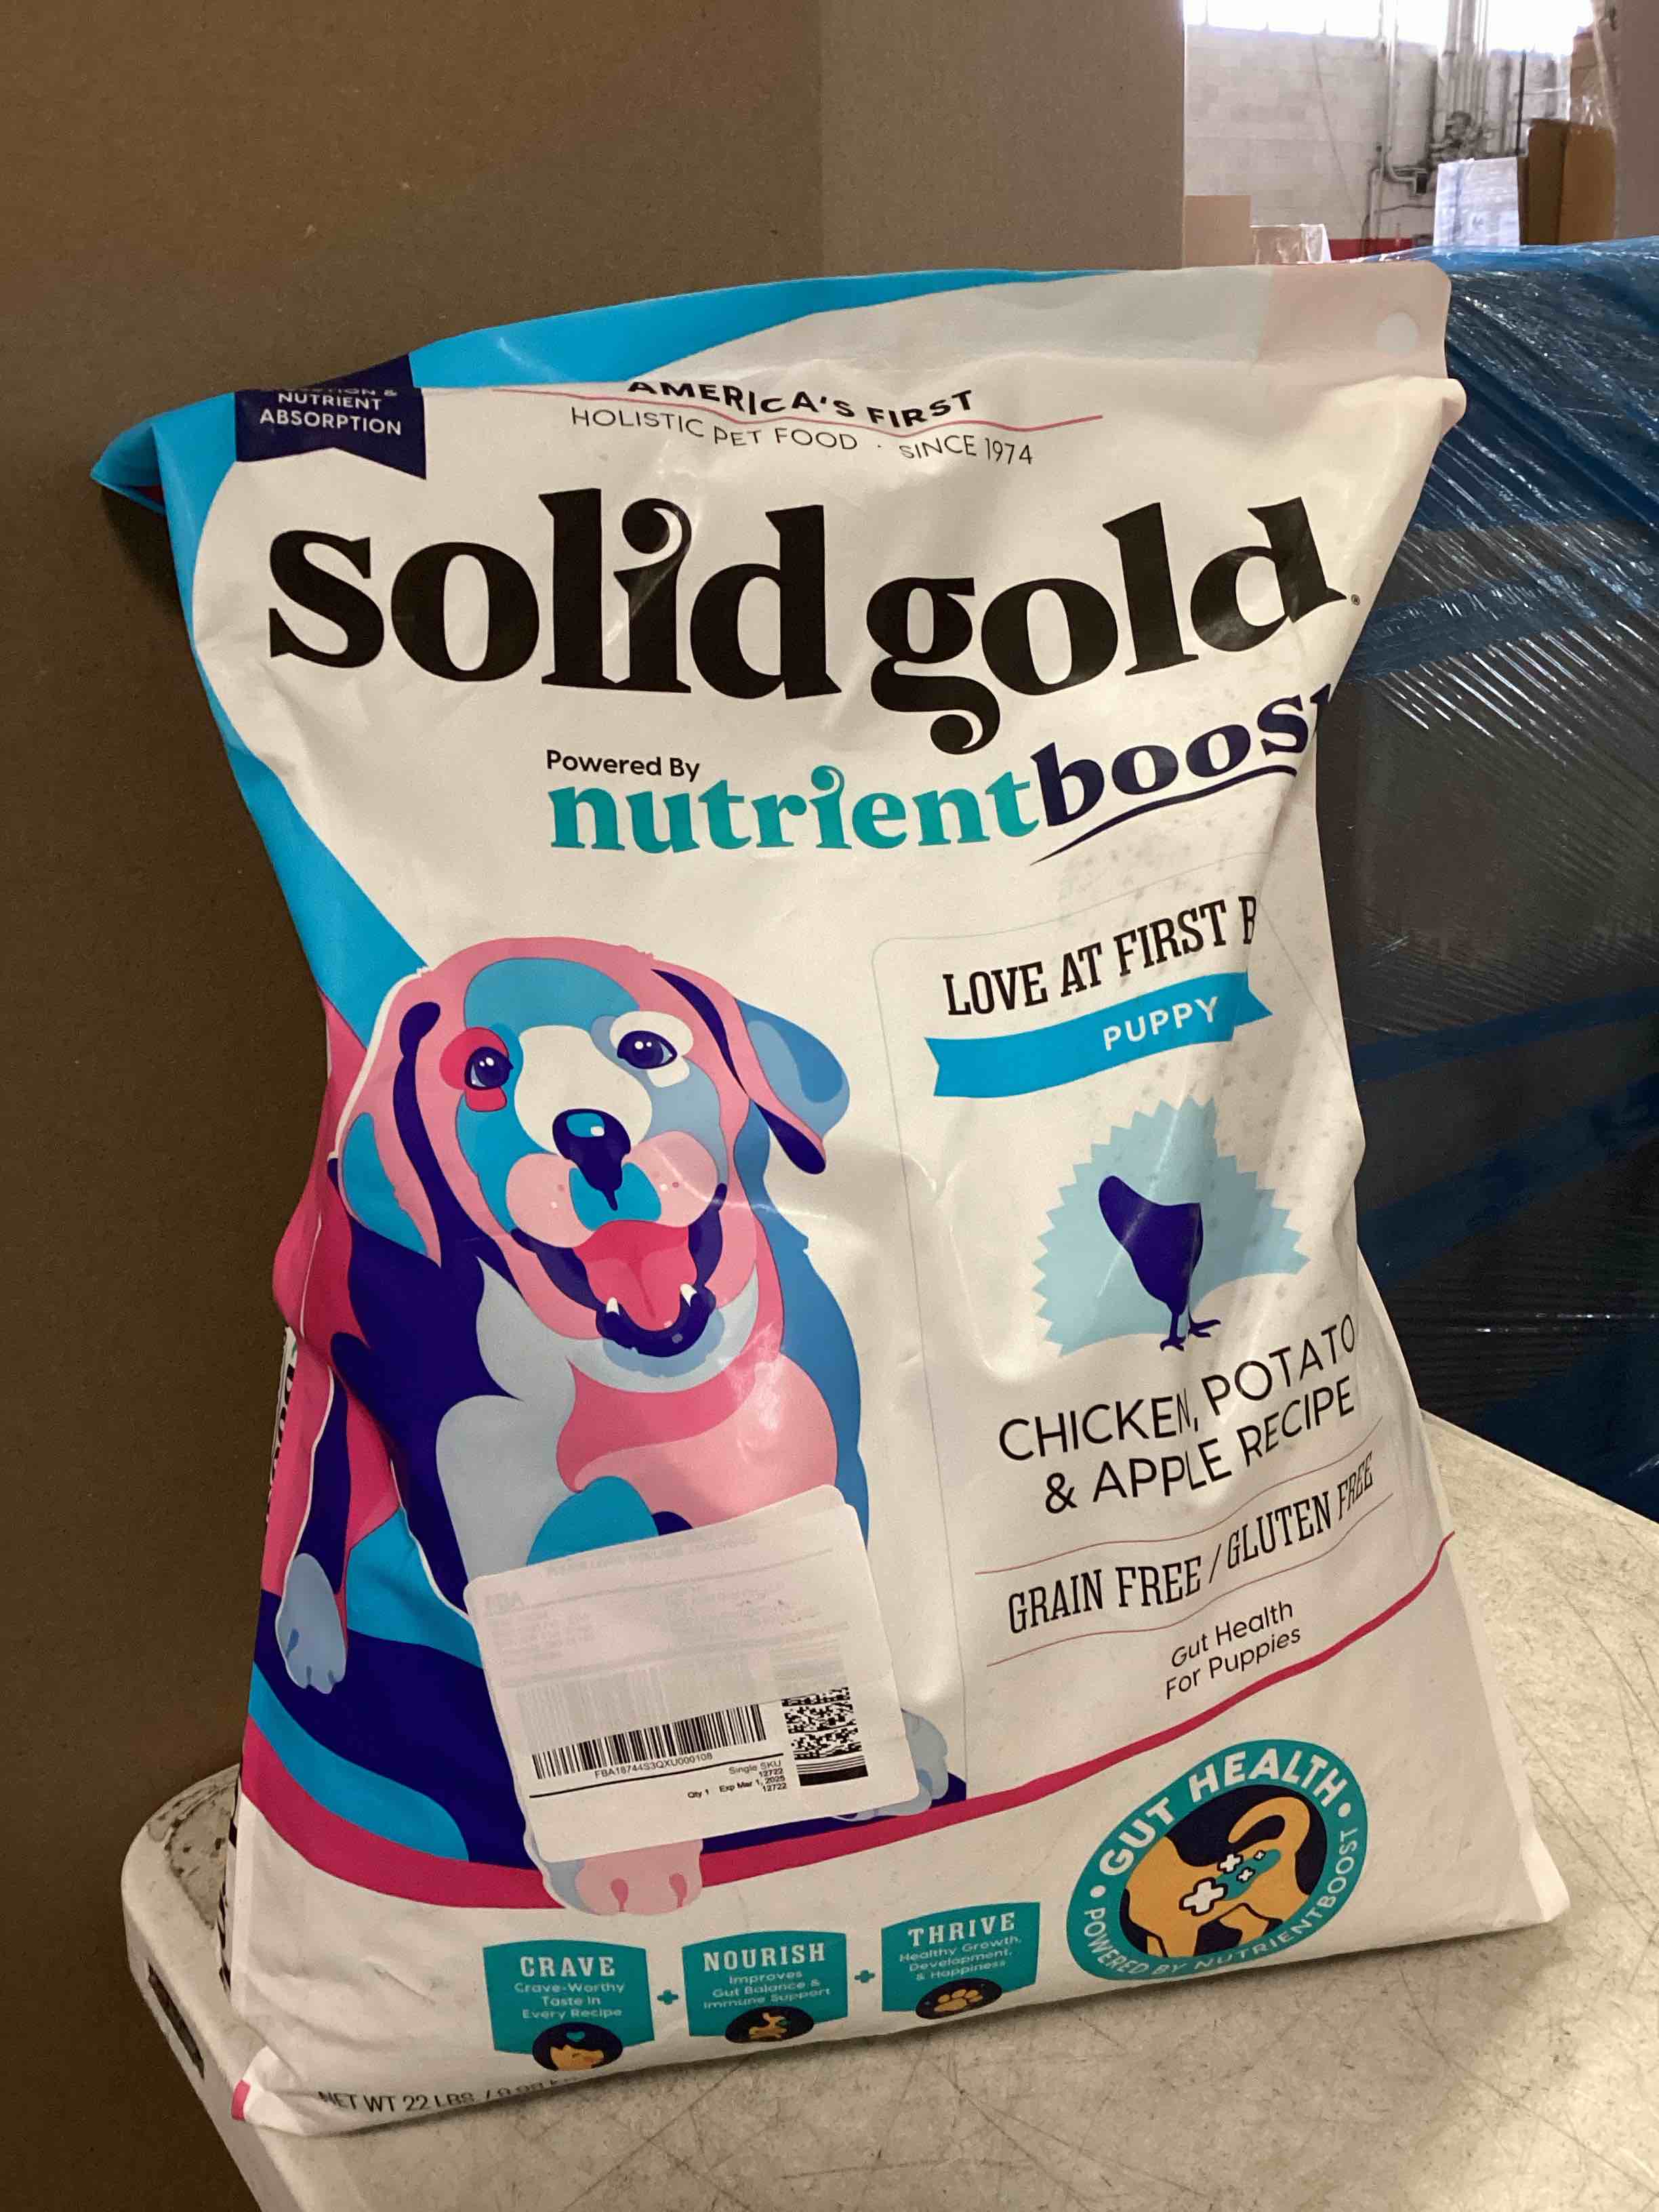 NUTRIENT
ABSORPTION
AMERICA'S FIRST
HOLISTIC PET FOOD · SINCE 1974
solid gold®
Powered By
nutrientboos
LOVE AT FIRST
PUPPY
CHICKEN, POTATO
& APPLE RECIPE
GRAIN FREE / GLUTEN FREE
Gut Health
For Puppies
FBA18744S3QXU000108
Single SKU
12722
Qty 1 Exp Mar 1, 2025
12722
GUT HEALTH
POWERED BY NUTRIENTBOOST
CRAVE
Crave-Worthy
Taste In
Every Recipe
+
NOURISH
Improves
Gut Balance &
Immune Support
+
THRIVE
Healthy Growth,
Development,
& Happiness
NET WT 22 LBS /